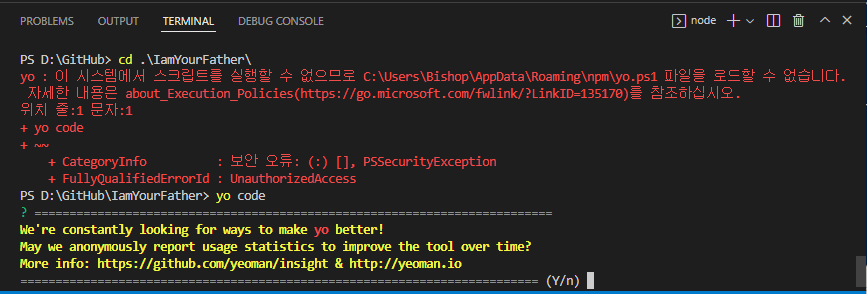 PROBLEMS OUTPUT TERMINAL DEBUG CONSOLE node
PS D:\GitHub> cd .\IamYourFather\
yo : 이 시스템에서 스크립트를 실행할 수 없으므로 C:\Users\Bishop\AppData\Roaming\npm\yo.ps1 파일을 로드할 수 없습니다.
자세한 내용은 about_Execution_Policies(https://go.microsoft.com/fwlink/?LinkID=135170)를 참조하십시오.
위치 줄:1 문자:1
+ yo code
+ ~~
+ CategoryInfo : 보안 오류: (:) [], PSSecurityException
+ FullyQualifiedErrorId : UnauthorizedAccess
PS D:\GitHub\IamYourFather> yo code
? ==========================================================================
We're constantly looking for ways to make yo better!
May we anonymously report usage statistics to improve the tool over time?
More info: https://github.com/yeoman/insight & http://yeoman.io
========================================================================== (Y/n)